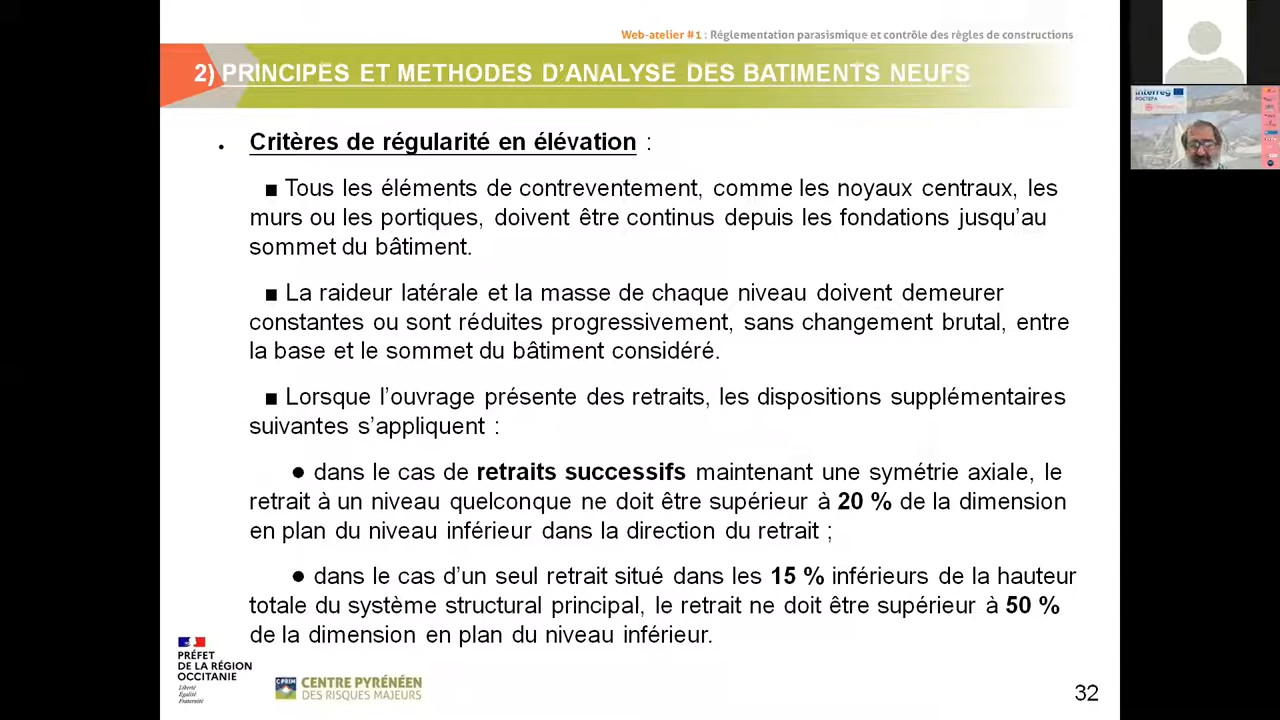 Web-atelier #1 : Réglementation parasismique et contrôle des règles de constructions
2) PRINCIPES ET METHODES D'ANALYSE DES BATIMENTS NEUFS
• Critères de régularité en élévation :
■ Tous les éléments de contreventement, comme les noyaux centraux, les
murs ou les portiques, doivent être continus depuis les fondations jusqu'au
sommet du bâtiment.
■ La raideur latérale et la masse de chaque niveau doivent demeurer
constantes ou sont réduites progressivement, sans changement brutal, entre
la base et le sommet du bâtiment considéré.
■ Lorsque l'ouvrage présente des retraits, les dispositions supplémentaires
suivantes s'appliquent :
● dans le cas de retraits successifs maintenant une symétrie axiale, le
retrait à un niveau quelconque ne doit être supérieur à 20 % de la dimension
en plan du niveau inférieur dans la direction du retrait ;
● dans le cas d'un seul retrait situé dans les 15 % inférieurs de la hauteur
totale du système structural principal, le retrait ne doit être supérieur à 50 %
de la dimension en plan du niveau inférieur.
PRÉFET
DE LA RÉGION
OCCITANIE
Liberté
Égalité
Fraternité
CPRIM
CENTRE PYRÉNÉEN
DES RISQUES MAJEURS
32
Interreg
POCTEFA